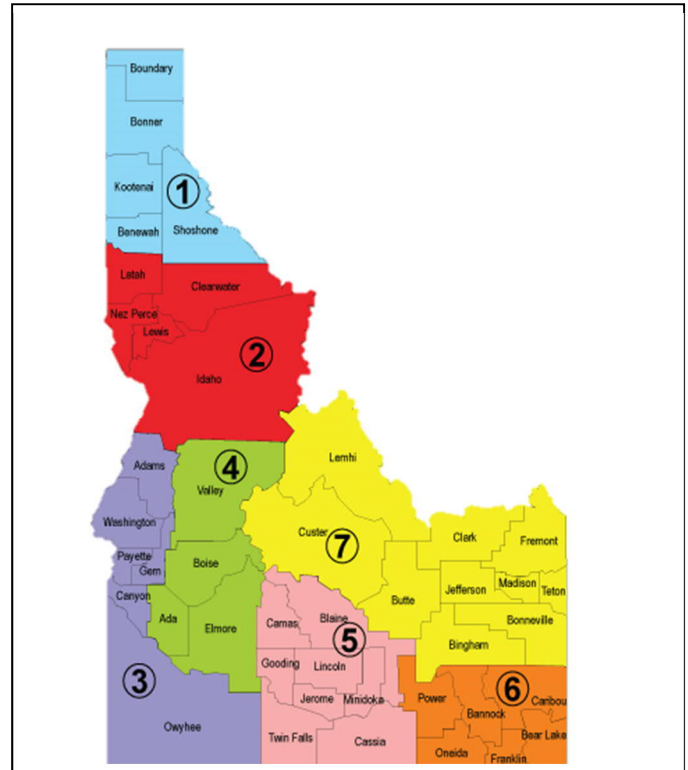 Boundary
Bonner
Kootenai
1
Benewah
Shoshone
Latah
Clearwater
Nez Perce
Lewis
2
Idaho
Adams
4
Lemhi
Valley
Washington
Custer
7
Clark
Fremont
Payette
Gem
Boise
Canyon
Butte
Jefferson
Madison
Teton
Ada
Elmore
Camas
Blaine
5
Bonneville
Bingham
Gooding
Lincoln
3
Jerome
Minidoka
Power
6
Caribou
Bannock
Owyhee
Twin Falls
Cassia
Bear Lake
Oneida
Franklin